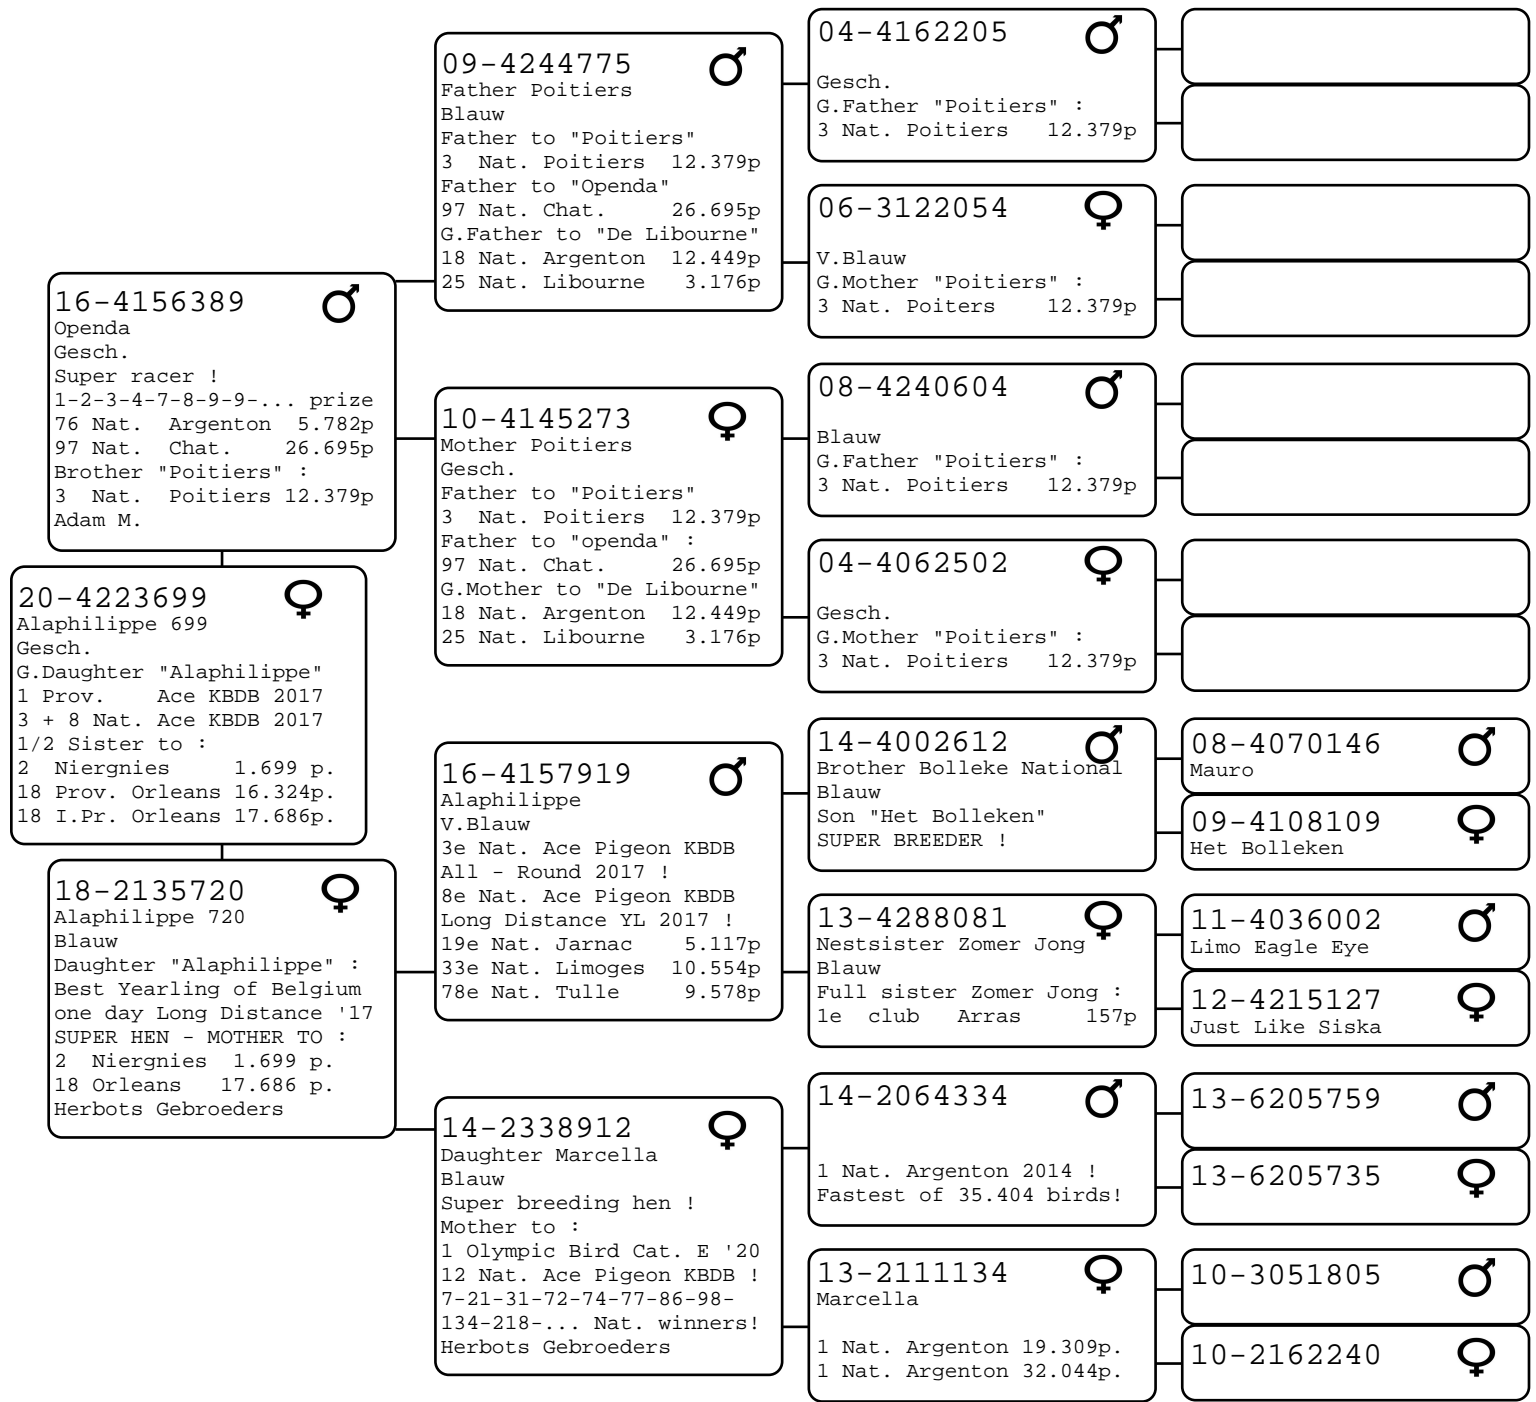 20-4223699
Alaphilippe 699
Gesch.
G.Daughter "Alaphilippe"
1 Prov. Ace KBDB 2017
3 + 8 Nat. Ace KBDB 2017
1/2 Sister to :
2 Niergnies 1.699 p.
18 Prov. Orleans 16.324p.
18 I.Pr. Orleans 17.686p.
16-4156389
Openda
Gesch.
Super racer !
1-2-3-4-7-8-9-9-... prize
76 Nat. Argenton 5.782p
97 Nat. Chat. 26.695p
Brother "Poitiers" :
3 Nat. Poitiers 12.379p
Adam M.
18-2135720
Alaphilippe 720
Blauw
Daughter "Alaphilippe" :
Best Yearling of Belgium
one day Long Distance '17
SUPER HEN - MOTHER TO :
2 Niergnies 1.699 p.
18 Orleans 17.686 p.
Herbots Gebroeders
09-4244775
Father Poitiers
Blauw
Father to "Poitiers"
3 Nat. Poitiers 12.379p
Father to "Openda"
97 Nat. Chat. 26.695p
G.Father to "De Libourne"
18 Nat. Argenton 12.449p
25 Nat. Libourne 3.176p
10-4145273
Mother Poitiers
Gesch.
Father to "Poitiers"
3 Nat. Poitiers 12.379p
Father to "openda" :
97 Nat. Chat. 26.695p
G.Mother to "De Libourne"
18 Nat. Argenton 12.449p
25 Nat. Libourne 3.176p
16-4157919
Alaphilippe
V.Blauw
3e Nat. Ace Pigeon KBDB
All - Round 2017 !
8e Nat. Ace Pigeon KBDB
Long Distance YL 2017 !
19e Nat. Jarnac 5.117p
33e Nat. Limoges 10.554p
78e Nat. Tulle 9.578p
14-2338912
Daughter Marcella
Blauw
Super breeding hen !
Mother to :
1 Olympic Bird Cat. E '20
12 Nat. Ace Pigeon KBDB !
7-21-31-72-74-77-86-98-
134-218-... Nat. winners!
Herbots Gebroeders
04-4162205
Gesch.
G.Father "Poitiers" :
3 Nat. Poitiers 12.379p
06-3122054
V.Blauw
G.Mother "Poitiers" :
3 Nat. Poiters 12.379p
08-4240604
Blauw
G.Father "Poitiers" :
3 Nat. Poitiers 12.379p
04-4062502
Gesch.
G.Mother "Poitiers" :
3 Nat. Poitiers 12.379p
14-4002612
Brother Bolleke National
Blauw
Son "Het Bolleken"
SUPER BREEDER !
13-4288081
Nestsister Zomer Jong
Blauw
Full sister Zomer Jong :
1e club Arras 157p
14-2064334
1 Nat. Argenton 2014 !
Fastest of 35.404 birds!
13-2111134
Marcella
1 Nat. Argenton 19.309p.
1 Nat. Argenton 32.044p.
08-4070146
Mauro
09-4108109
Het Bolleken
11-4036002
Limo Eagle Eye
12-4215127
Just Like Siska
13-6205759
13-6205735
10-3051805
10-2162240